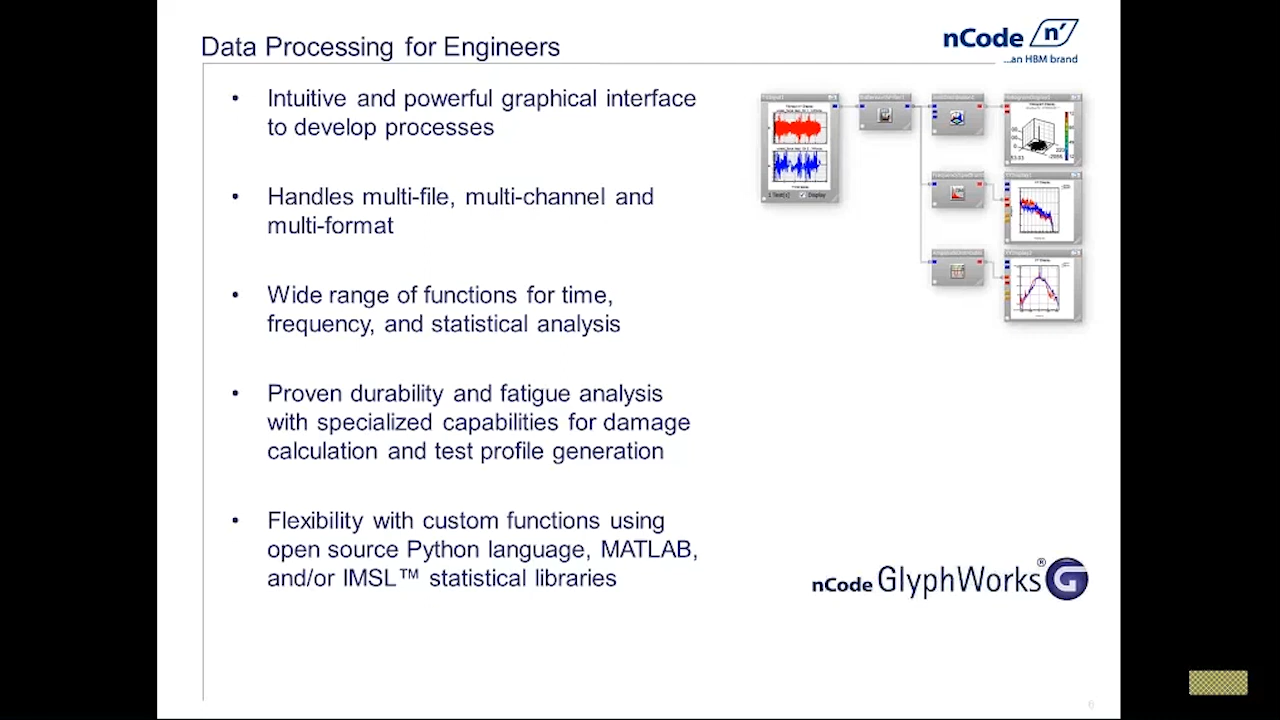 Data Processing for Engineers
nCode n'
...an HBM brand
• Intuitive and powerful graphical interface
to develop processes
• Handles multi-file, multi-channel and
multi-format
• Wide range of functions for time,
frequency, and statistical analysis
• Proven durability and fatigue analysis
with specialized capabilities for damage
calculation and test profile generation
• Flexibility with custom functions using
open source Python language, MATLAB,
and/or IMSL™ statistical libraries
Display
nCode GlyphWorks® G
6